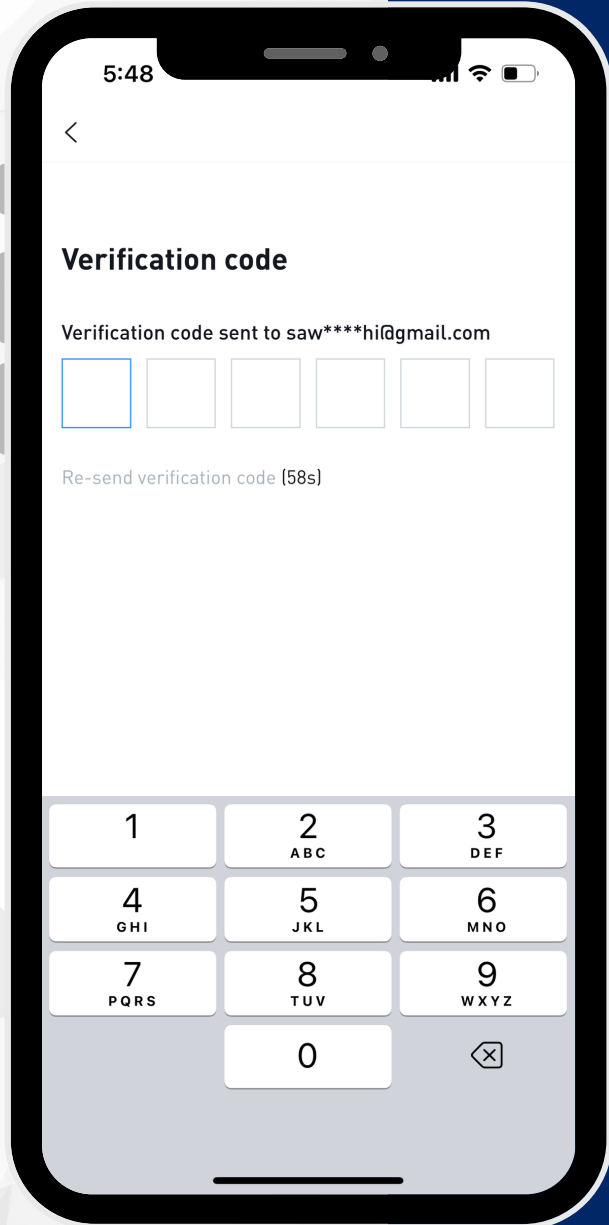 5:48
Verification code
Verification code sent to saw****hi@gmail.com
Re-send verification code (58s)
1
2
ABC
3
DEF
4
GHI
5
JKL
6
MNO
7
PQRS
8
TUV
9
WXYZ
0